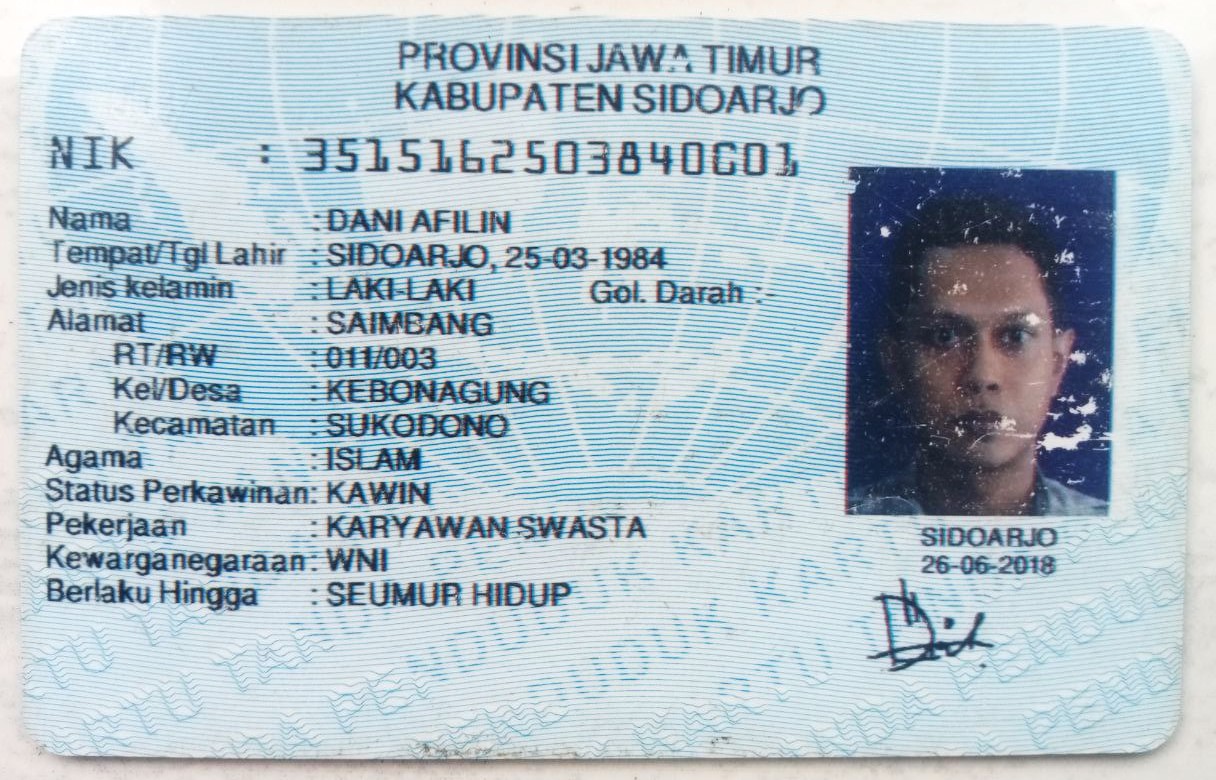 PROVINSI JAWA TIMUR
KABUPATEN SIDOARJO
NIK : 3515162503840001
Nama : DANI AFILIN
Tempat/Tgl Lahir : SIDOARJO, 25-03-1984
Jenis kelamin : LAKI-LAKI Gol. Darah : -
Alamat : SAIMBANG
RT/RW : 011/003
Kel/Desa : KEBONAGUNG
Kecamatan : SUKODONO
Agama : ISLAM
Status Perkawinan : KAWIN
Pekerjaan : KARYAWAN SWASTA
Kewarganegaraan : WNI
Berlaku Hingga : SEUMUR HIDUP
SIDOARJO
26-06-2018